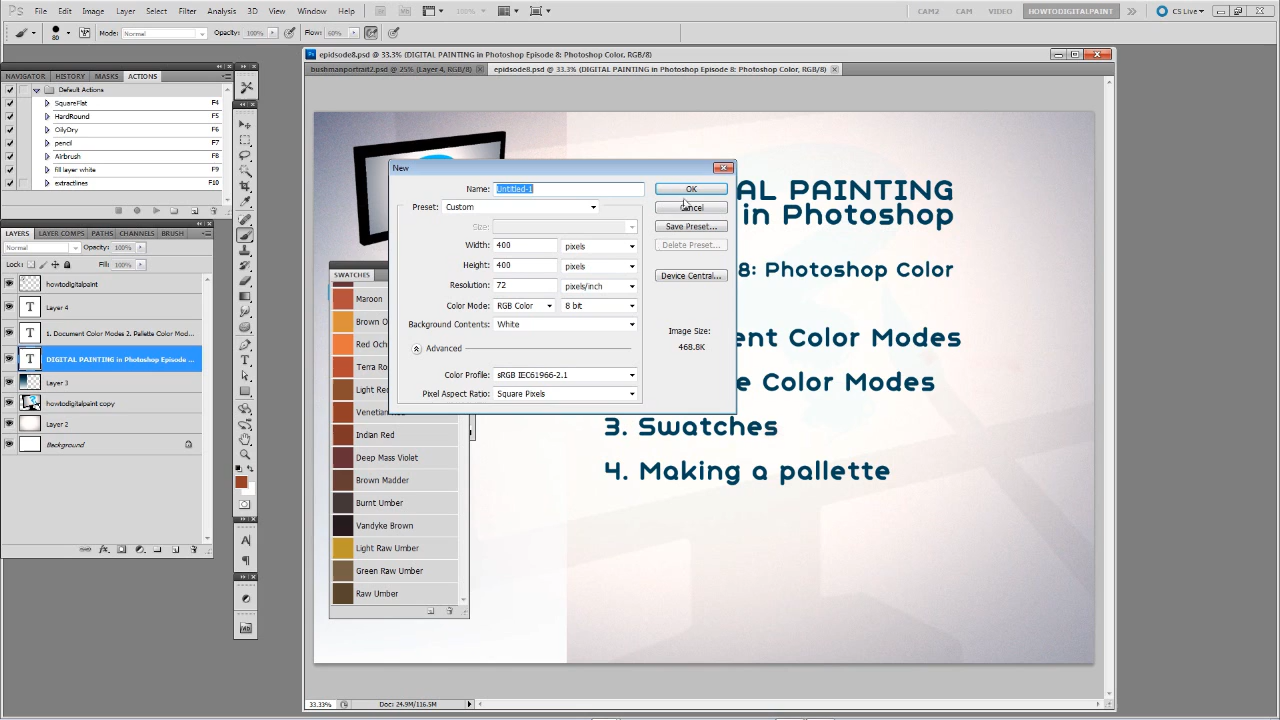 Ps File Edit Image Layer Select Filter Analysis 3D View Window Help Br Mb 100% CAM2 CAM VIDEO HOWTODIGITALPAINT CS Live
80 Mode: Normal Opacity: 100% Flow: 60%
epidsode8.psd @ 33.3% (DIGITAL PAINTING in Photoshop Episode 8: Photoshop Color, RGB/8)
bushmanportrait2.psd @ 25% (Layer 4, RGB/8) epidsode8.psd @ 33.3% (DIGITAL PAINTING in Photoshop Episode 8: Photoshop Color, RGB/8)
NAVIGATOR HISTORY MASKS ACTIONS
Default Actions
SquareFlat F4
HardRound F5
OilyDry F6
pencil F7
Airbrush F8
fill layer white F9
extractlines F10
LAYERS LAYER COMPS PATHS CHANNELS BRUSH
Normal Opacity: 100%
Lock: Fill: 100%
howtodigitalpaint
T Layer 4
T 1. Document Color Modes 2. Palette Color Mod...
T DIGITAL PAINTING in Photoshop Episode ...
Layer 3
howtodigitalpaint copy
Layer 2
Background
New
Name: Untitled-1
Preset: Custom
Size:
Width: 400 pixels
Height: 400 pixels
Resolution: 72 pixels/inch
Color Mode: RGB Color 8 bit
Background Contents: White
Advanced
Color Profile: sRGB IEC61966-2.1
Pixel Aspect Ratio: Square Pixels
OK
Cancel
Save Preset...
Delete Preset...
Device Central...
Image Size:
468.8K
SWATCHES
Maroon
Brown O
Red Och
Terra Ro
Light Red
Venetian
Indian Red
Deep Mass Violet
Brown Madder
Burnt Umber
Vandyke Brown
Light Raw Umber
Green Raw Umber
Raw Umber
AL PAINTING
in Photoshop
8: Photoshop Color
ent Color Modes
e Color Modes
3. Swatches
4. Making a pallette
33.33% Doc: 24.9M/116.5M